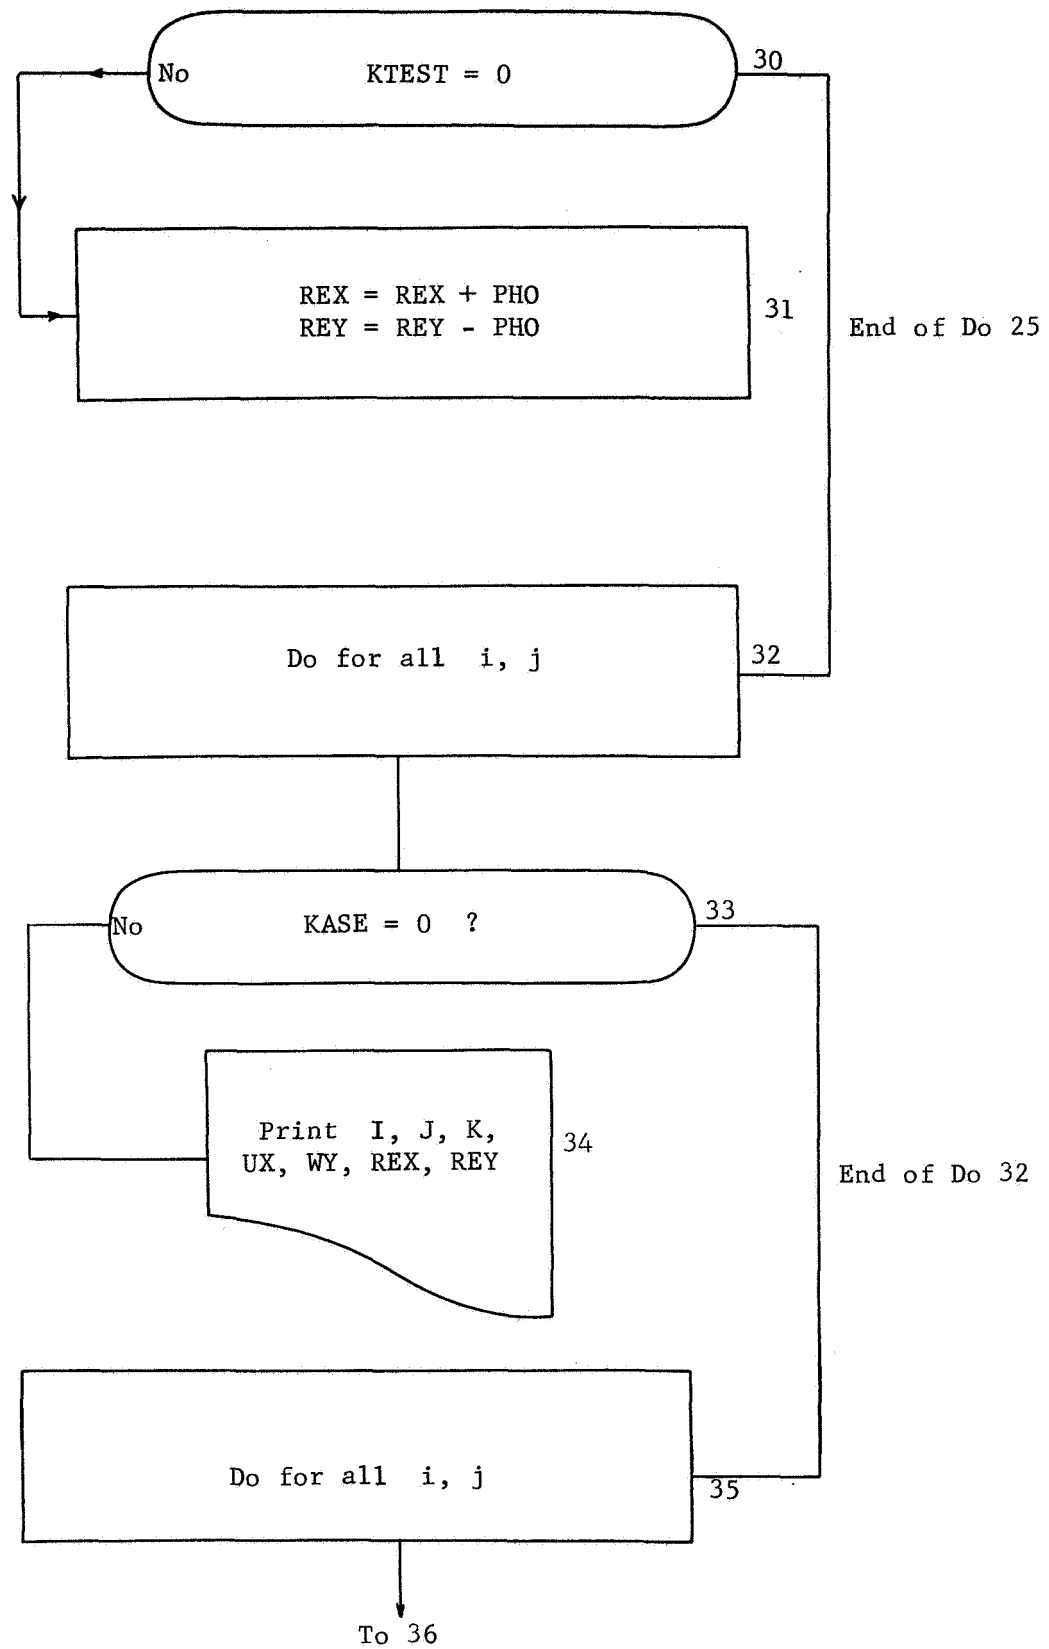 30
No KTEST = 0
REX = REX + PHO
REY = REY - PHO
31
End of Do 25
Do for all i, j
32
33
No KASE = 0 ?
Print I, J, K,
UX, WY, REX, REY
34
End of Do 32
Do for all i, j
35
To 36